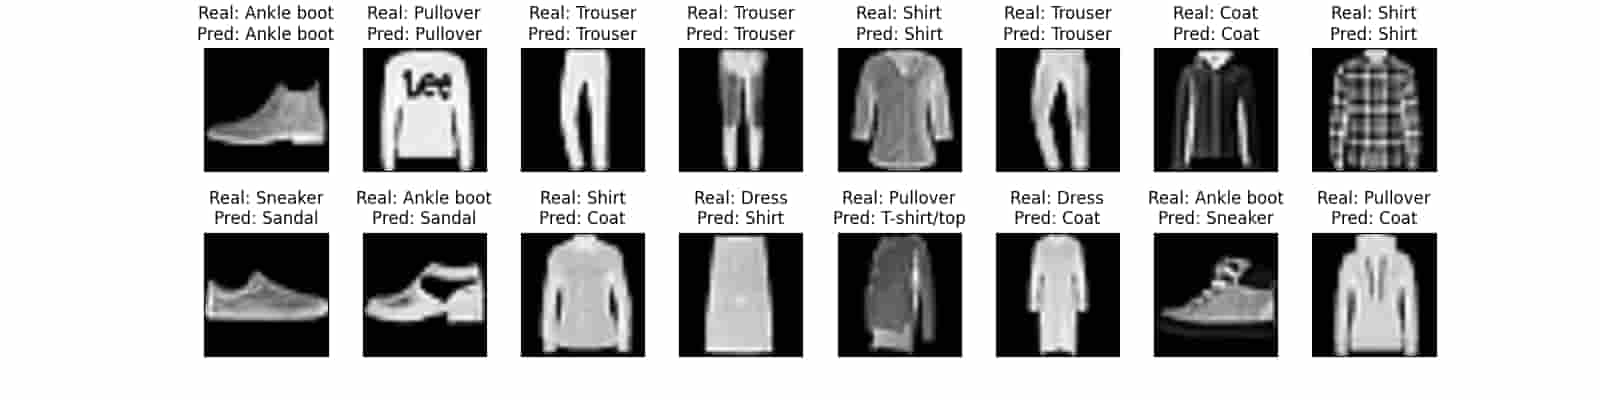 Real: Ankle boot
Pred: Ankle boot
Real: Pullover
Pred: Pullover
Real: Trouser
Pred: Trouser
Real: Trouser
Pred: Trouser
Real: Shirt
Pred: Shirt
Real: Trouser
Pred: Trouser
Real: Coat
Pred: Coat
Real: Shirt
Pred: Shirt
Lee
Real: Sneaker
Pred: Sandal
Real: Ankle boot
Pred: Sandal
Real: Shirt
Pred: Coat
Real: Dress
Pred: Shirt
Real: Pullover
Pred: T-shirt/top
Real: Dress
Pred: Coat
Real: Ankle boot
Pred: Sneaker
Real: Pullover
Pred: Coat